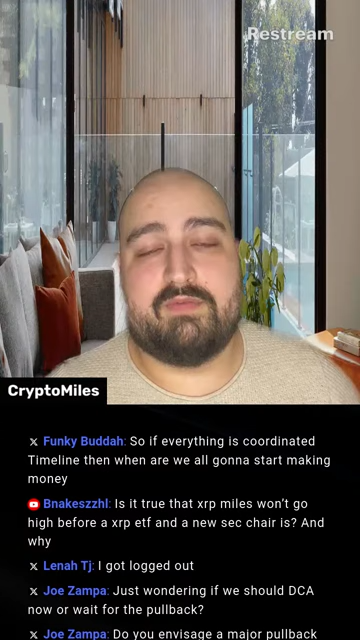 Restream
CryptoMiles
X Funky Buddah: So if everything is coordinated
Timeline then when are we all gonna start making
money
Bnakeszzhl: Is it true that xrp miles won't go
high before a xrp etf and a new sec chair is? And
why
X Lenah Tj: I got logged out
X Joe Zampa: Just wondering if we should DCA
now or wait for the pullback?
X Joe Zampa: Do you envisage a major pullback